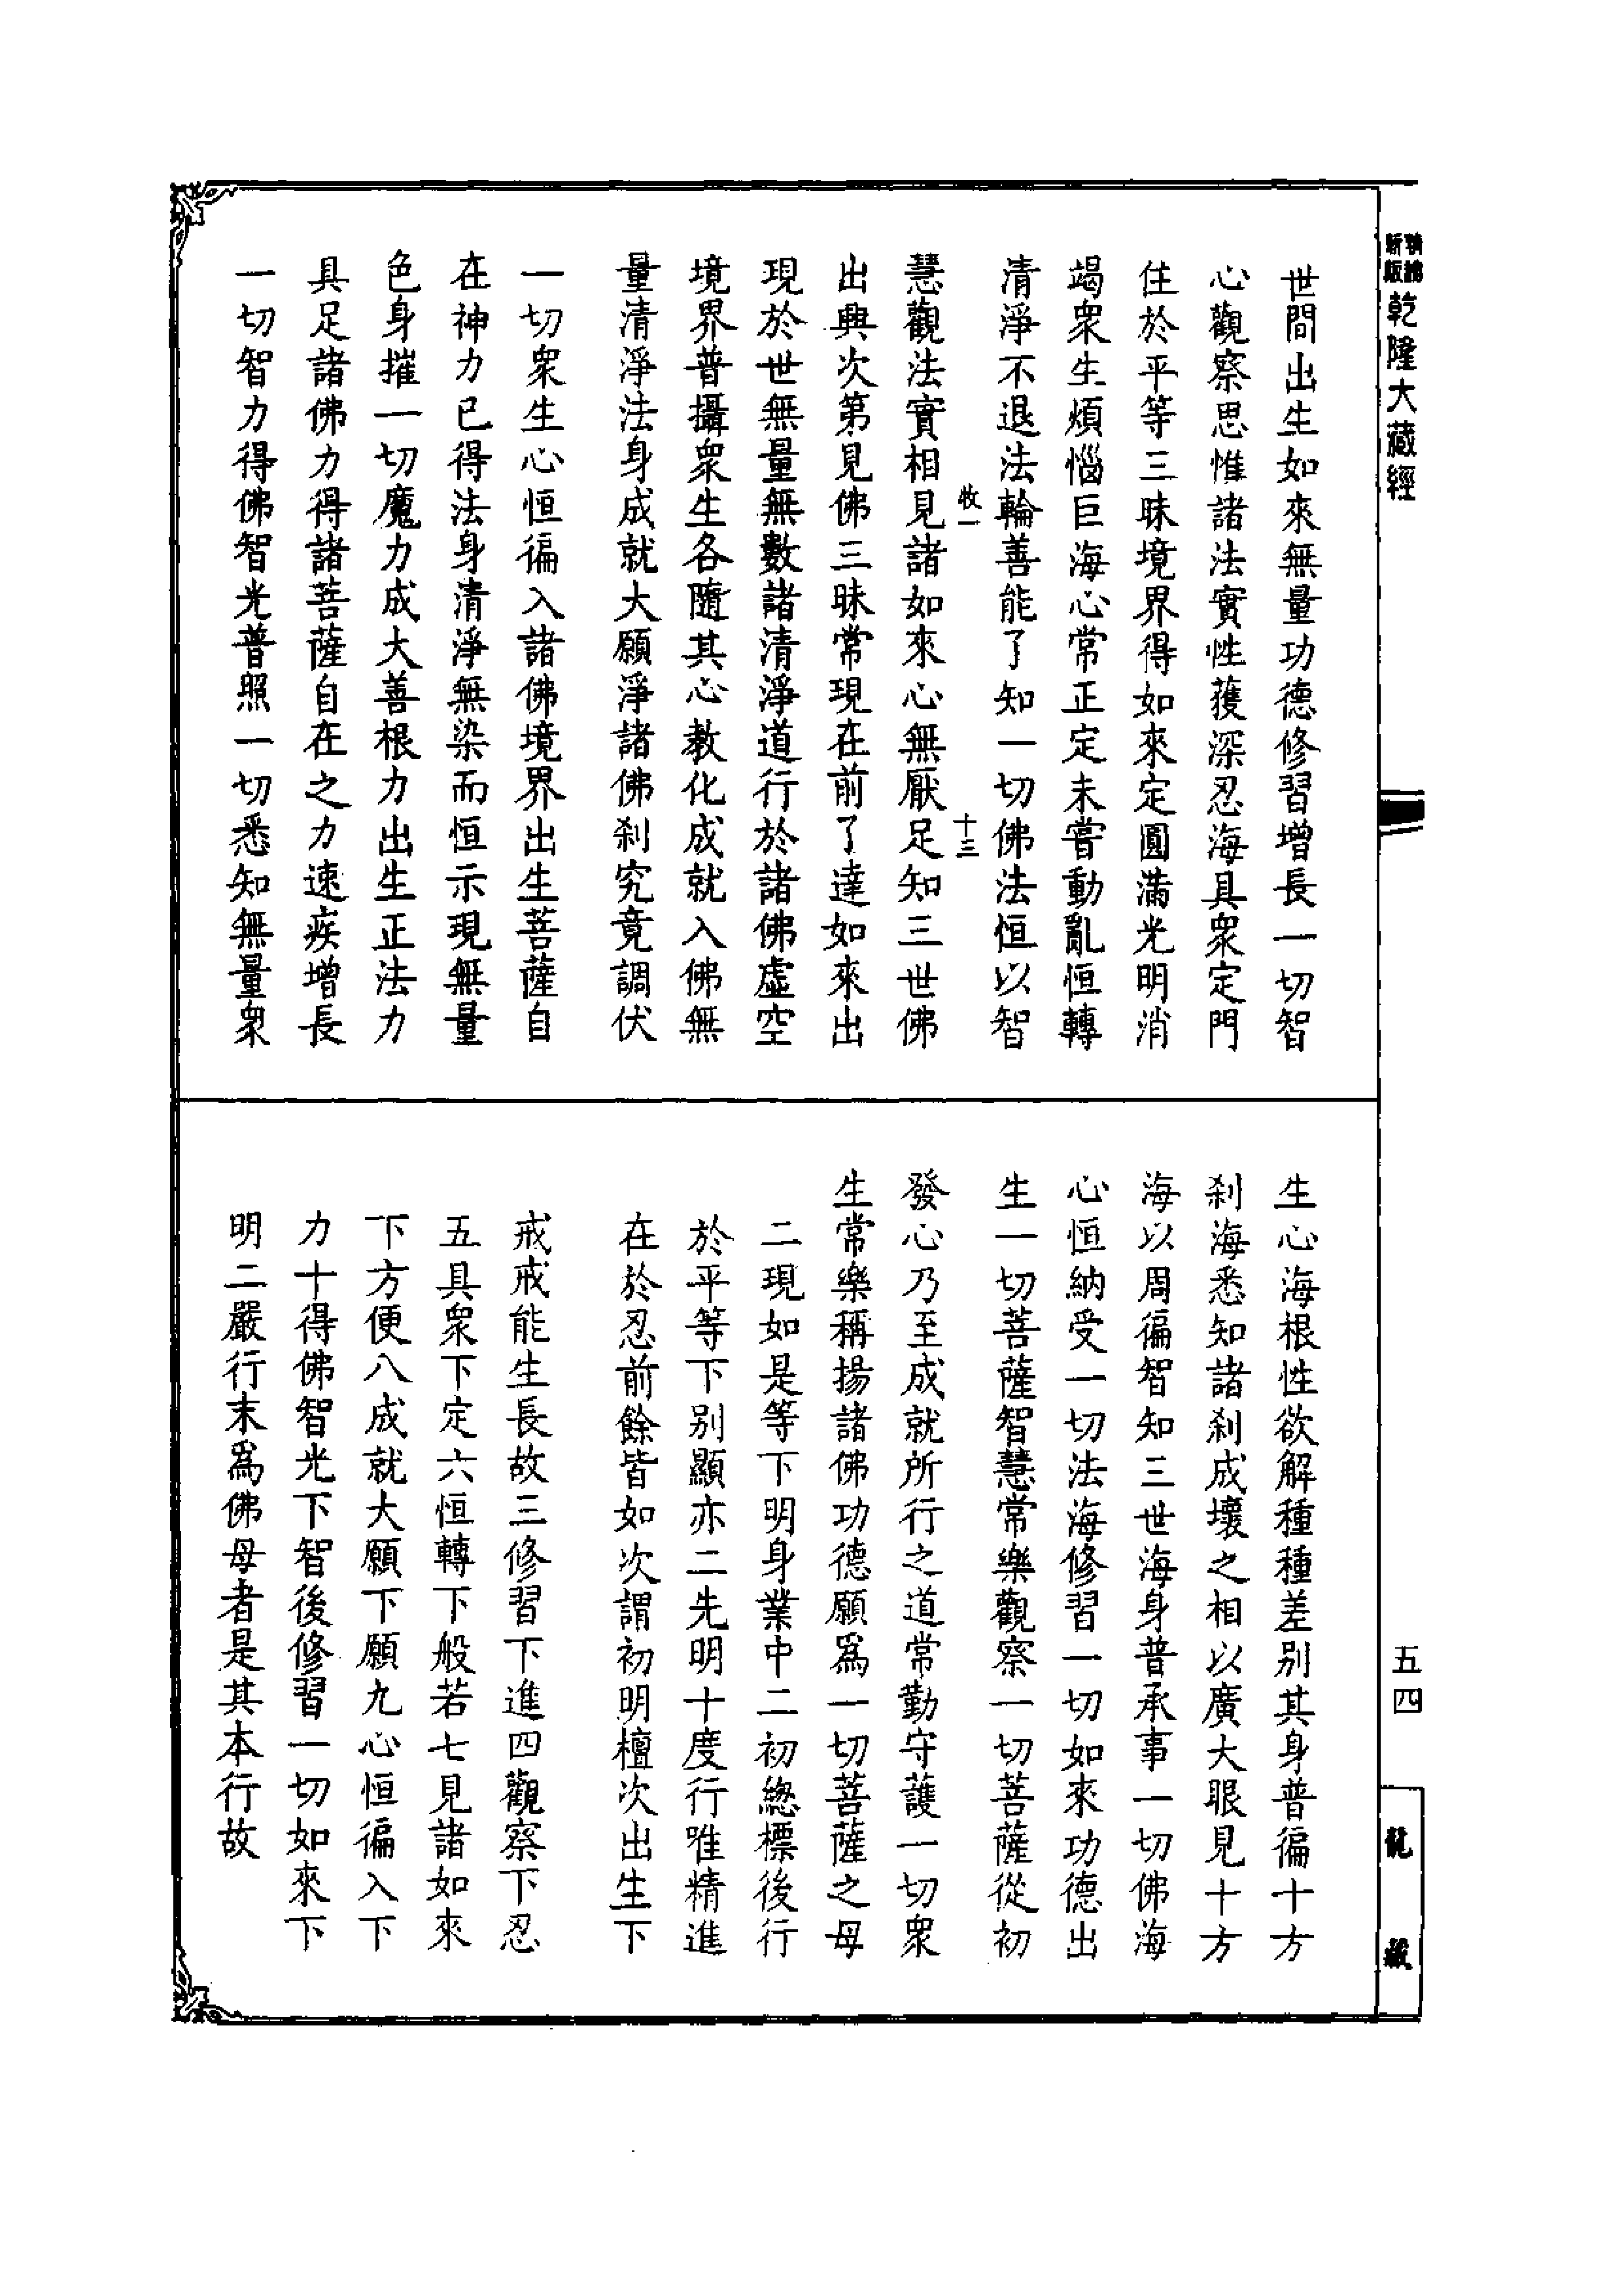 乾隆大藏經
世間出生如來無量功德修習增長一切智
心觀察思惟諸法實性獲深忍海具衆定門
住於平等三昧境界得如來定圓滿光明消
竭衆生煩惱巨海心常正定未嘗動亂恒轉
清淨不退法輪善能了知一切佛法恒以智
收一 十三
慧觀法實相見諸如來心無厭足知三世佛
出興次第見佛三昧常現在前了達如來出
現於世無量無數諸清淨道行於諸佛虛空
境界普攝衆生各隨其心教化成就入佛無
量清淨法身成就大願淨諸佛刹究竟調伏
一切衆生心恒徧入諸佛境界出生菩薩自
在神力已得法身清淨無染而恒示現無量
色身摧一切魔力成大善根力出生正法力
具足諸佛力得諸菩薩自在之力速疾增長
一切智力得佛智光普照一切悉知無量衆
生心海根性欲解種種差別其身普徧十方
刹海悉知諸刹成壞之相以廣大眼見十方
海以周徧智知三世海身普承事一切佛海
心恒納受一切法海修習一切如來功德出
生一切菩薩智慧常樂觀察一切菩薩從初
發心乃至成就所行之道常勤守護一切衆
生常樂稱揚諸佛功德願爲一切菩薩之母
二現如是等下明身業中二初總標後行
於平等下别顯亦二先明十度行唯精進
在於忍前餘皆如次謂初明檀次出生下
戒戒能生長故三修習下進四觀察下忍
五具衆下定六恒轉下般若七見諸如來
下方便八成就大願下願九心恒徧入下
力十得佛智光下智後修習一切如來下
明二嚴行末爲佛母者是其本行故
五四
龍藏